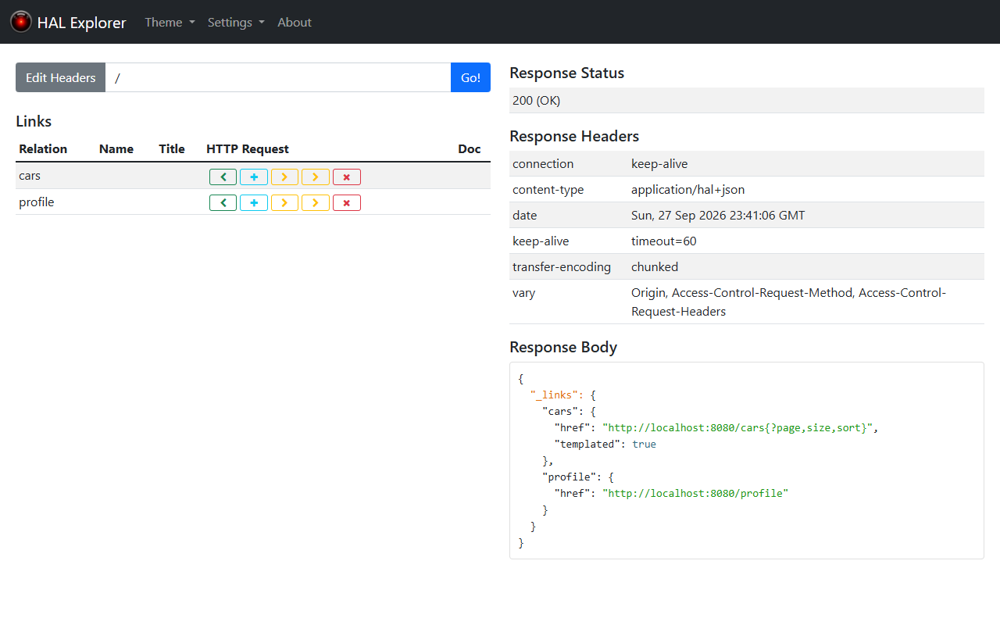 HAL Explorer Theme Settings About
Edit Headers / Go!
Links
Relation Name Title HTTP Request Doc
cars
profile
Response Status
200 (OK)
Response Headers
connection keep-alive
content-type application/hal+json
date Sun, 27 Sep 2026 23:41:06 GMT
keep-alive timeout=60
transfer-encoding chunked
vary Origin, Access-Control-Request-Method, Access-Control-
Request-Headers
Response Body
{
  "_links": {
    "cars": {
      "href": "http://localhost:8080/cars{?page,size,sort}",
      "templated": true
    },
    "profile": {
      "href": "http://localhost:8080/profile"
    }
  }
}